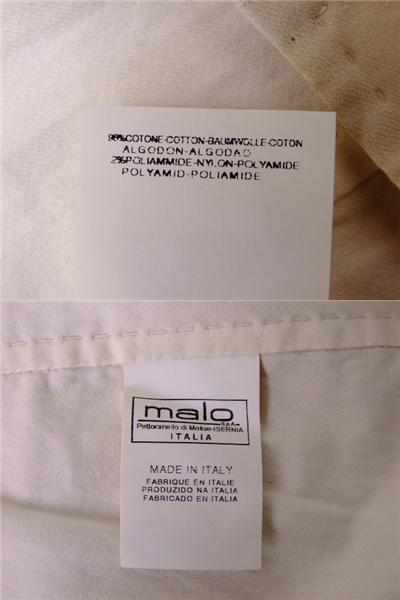 98%COTONE-COTTON-BAUMWOLLE-COTON
ALGODON-ALGODAO
2%POLIAMMIDE-NYLON-POLYAMIDE
POLYAMID-POLIAMIDE
malo
S.p.A.
Pettoranello di Molise-ISERNIA
ITALIA
MADE IN ITALY
FABRIQUE EN ITALIE
PRODUZIDO NA ITALIA
FABRICADO EN ITALIA